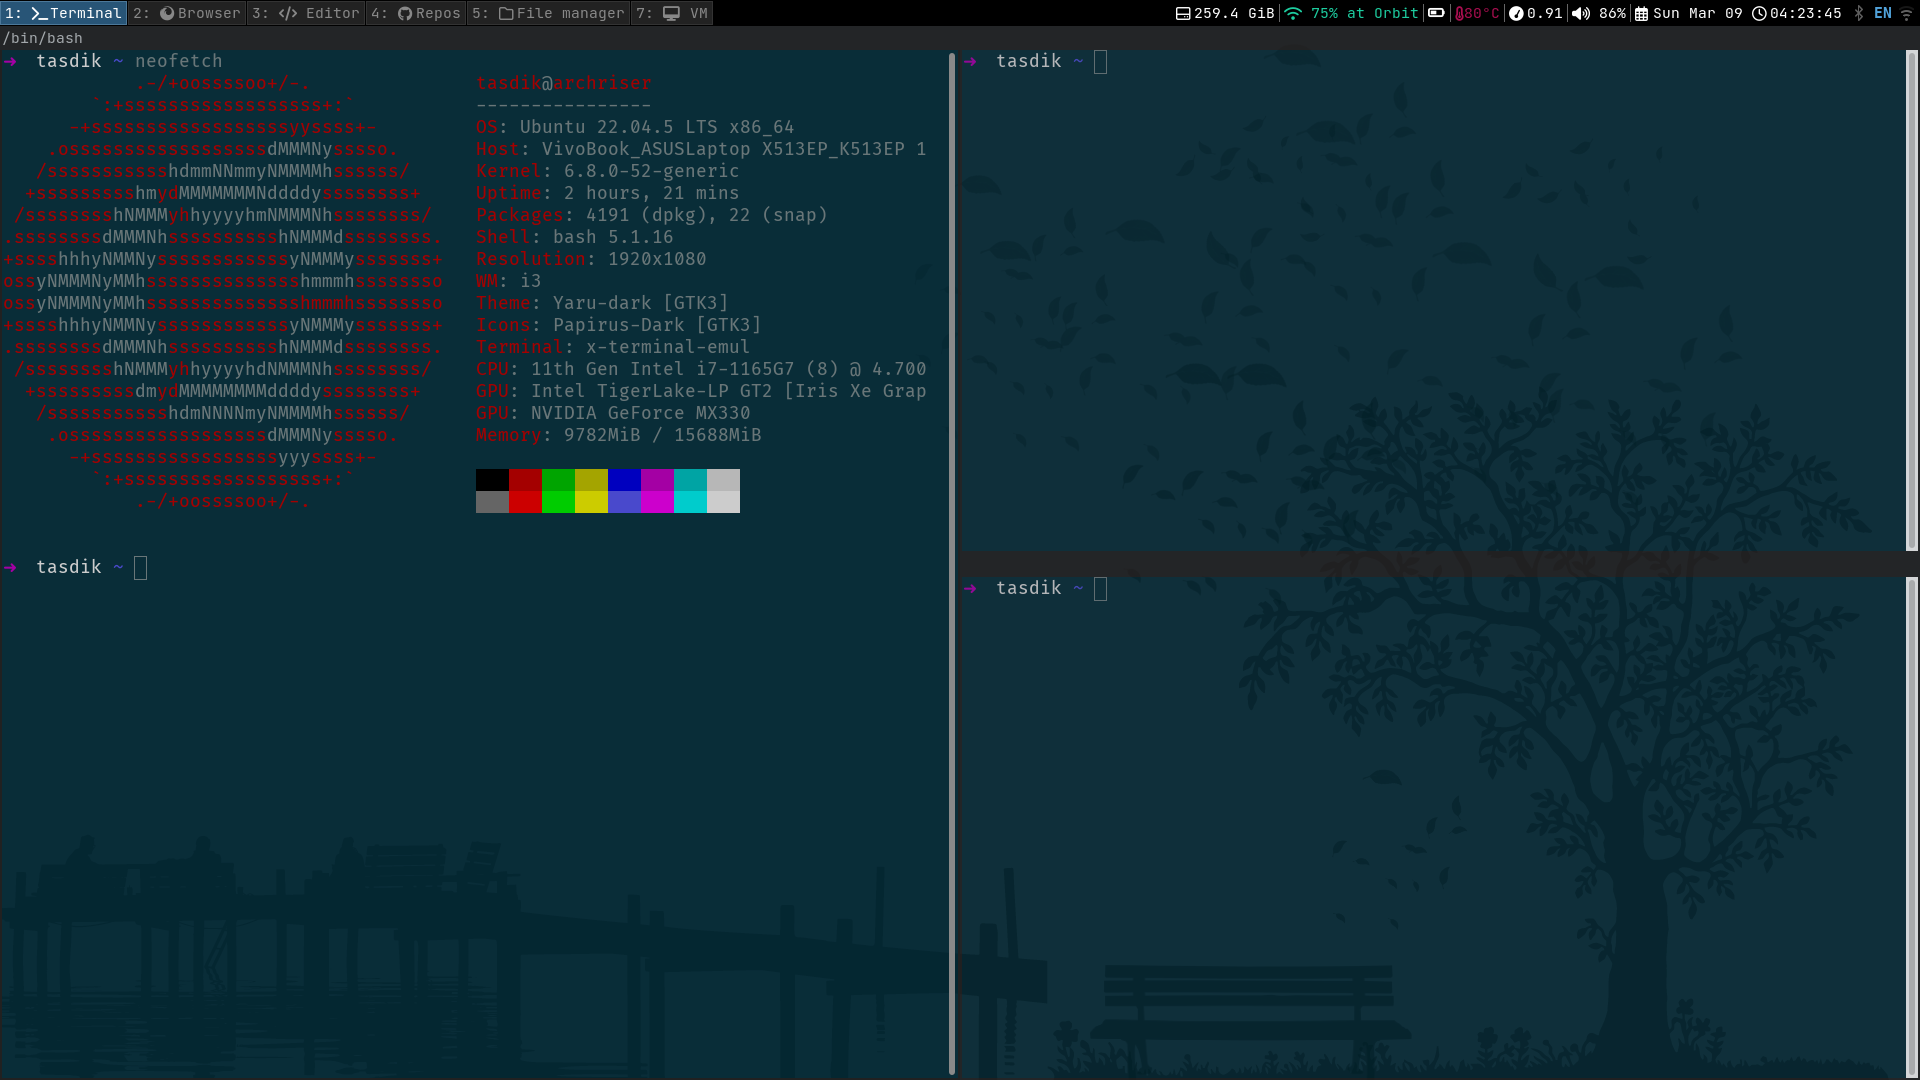 1: >_Terminal 2: Browser 3: </> Editor 4: Repos 5: File manager 7: VM 259.4 GiB 75% at Orbit 80°C 0.91 86% Sun Mar 09 04:23:45 EN
/bin/bash
➜ tasdik ~ neofetch
.-/+oossssoo+/-. tasdik@archriser
`:+ssssssssssssssssss+:` ----------------
-+ssssssssssssssssssyyssss+- OS: Ubuntu 22.04.5 LTS x86_64
.ossssssssssssssssssdMMMNysssso. Host: VivoBook_ASUSLaptop X513EP_K513EP 1
/ssssssssssshdmmNNmmyNMMMMhssssss/ Kernel: 6.8.0-52-generic
+ssssssssshmydMMMMMMMNddddyssssssss+ Uptime: 2 hours, 21 mins
/sssssssshNMMMyhhyyyyhmNMMMNhssssssss/ Packages: 4191 (dpkg), 22 (snap)
.ssssssssdMMMNhsssssssssshNMMMdssssssss. Shell: bash 5.1.16
+sssshhhyNMMNyssssssssssssyNMMMysssssss+ Resolution: 1920x1080
ossyNMMMNyMMhsssssssssssssshmmmhssssssso WM: i3
ossyNMMMNyMMhsssssssssssssshmmmhssssssso Theme: Yaru-dark [GTK3]
+sssshhhyNMMNyssssssssssssyNMMMysssssss+ Icons: Papirus-Dark [GTK3]
.ssssssssdMMMNhsssssssssshNMMMdssssssss. Terminal: x-terminal-emul
/sssssssshNMMMyhhyyyyhdNMMMNhssssssss/ CPU: 11th Gen Intel i7-1165G7 (8) @ 4.700
+sssssssssdmydMMMMMMMMddddyssssssss+ GPU: Intel TigerLake-LP GT2 [Iris Xe Grap
/ssssssssssshdmNNNNmyNMMMMhssssss/ GPU: NVIDIA GeForce MX330
.ossssssssssssssssssdMMMNysssso. Memory: 9782MiB / 15688MiB
-+sssssssssssssssssyyyssss+-
`:+ssssssssssssssssss+:`
.-/+oossssoo+/-.
➜ tasdik ~
➜ tasdik ~
➜ tasdik ~